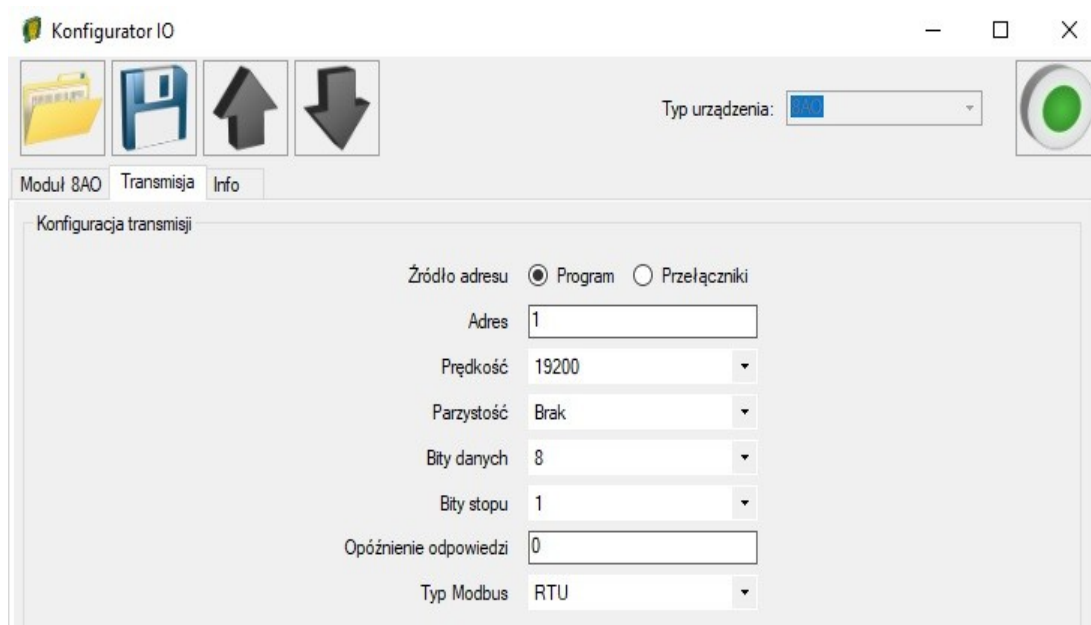 Konfigurator IO
Typ urządzenia: 8AO
Moduł 8AO Transmisja Info
Konfiguracja transmisji
Źródło adresu Program Przełączniki
Adres 1
Prędkość 19200
Parzystość Brak
Bity danych 8
Bity stopu 1
Opóźnienie odpowiedzi 0
Typ Modbus RTU